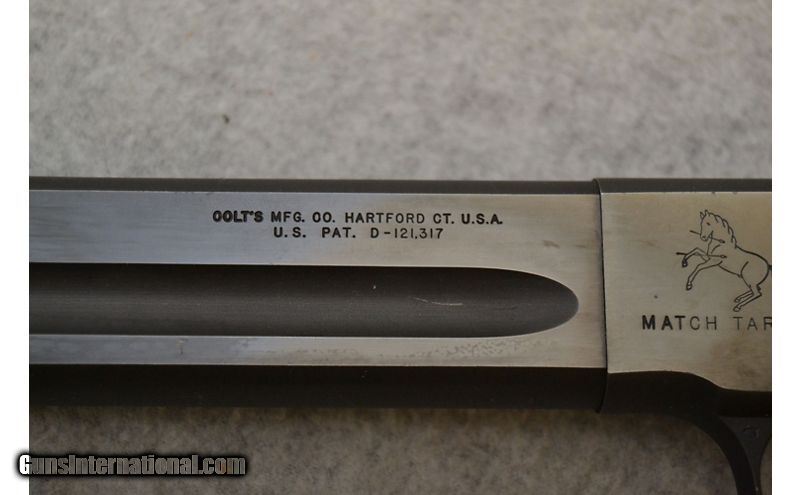 COLT'S MFG. CO. HARTFORD CT. U.S.A.
U.S. PAT. D-121,317
MATCH TAR
GunsInternational.com